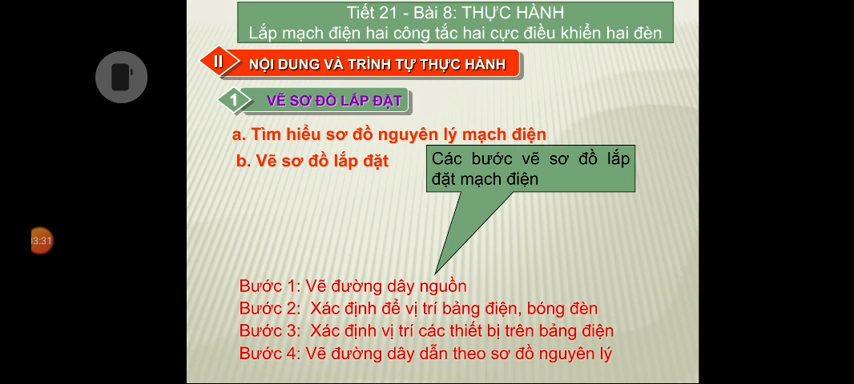 Tiết 21 - Bài 8: THỰC HÀNH
Lắp mạch điện hai công tắc hai cực điều khiển hai đèn
II NỘI DUNG VÀ TRÌNH TỰ THỰC HÀNH
1 VẼ SƠ ĐỒ LẮP ĐẶT
a. Tìm hiểu sơ đồ nguyên lý mạch điện
b. Vẽ sơ đồ lắp đặt
Các bước vẽ sơ đồ lắp
đặt mạch điện
03:31
Bước 1: Vẽ đường dây nguồn
Bước 2: Xác định để vị trí bảng điện, bóng đèn
Bước 3: Xác định vị trí các thiết bị trên bảng điện
Bước 4: Vẽ đường dây dẫn theo sơ đồ nguyên lý